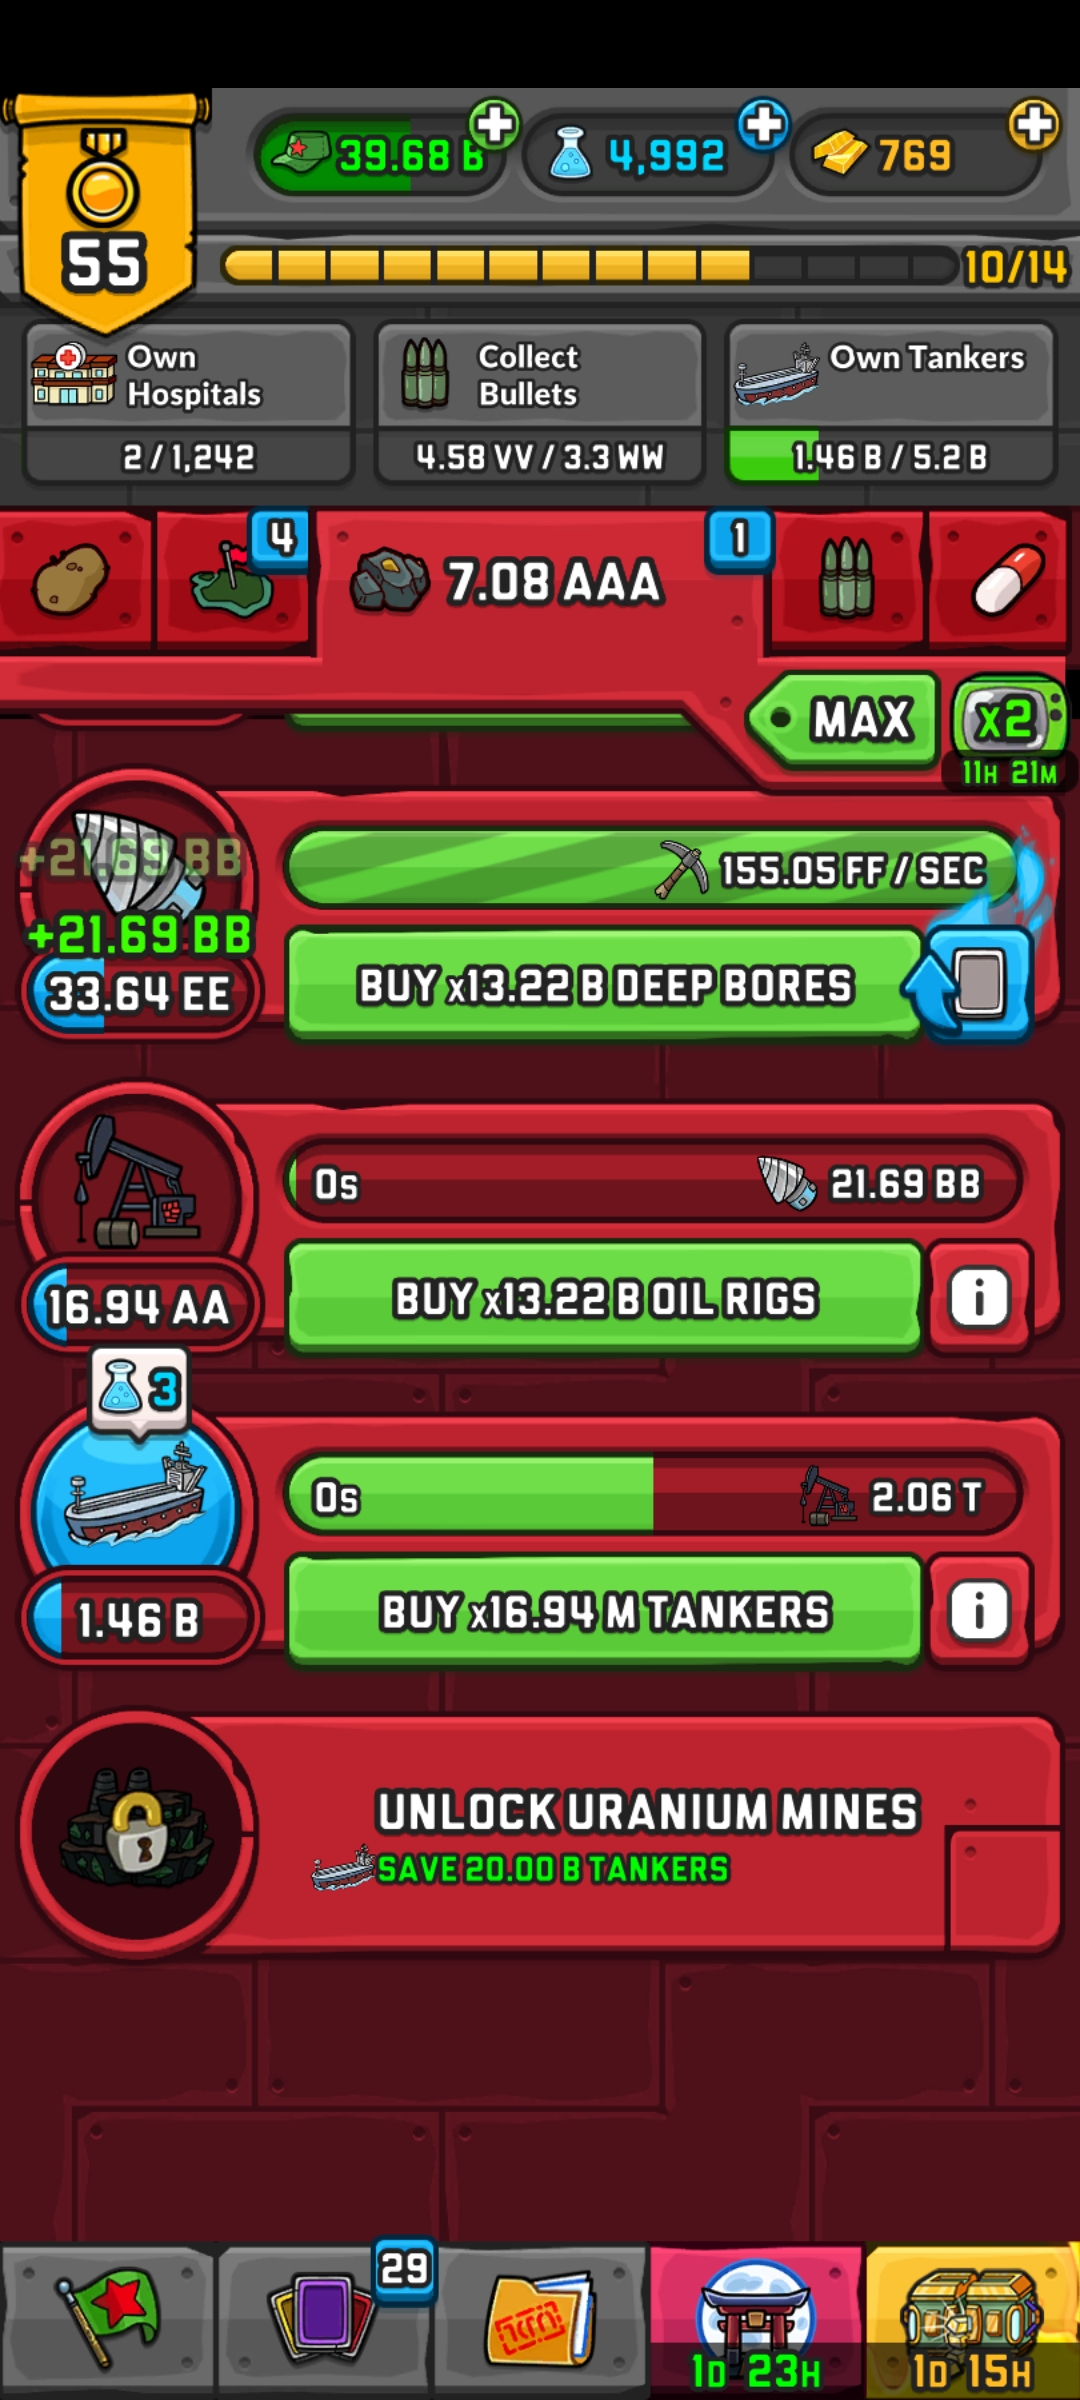 39.68 B
4,992
769
55
10/14
Own
Hospitals
2 / 1,242
Collect
Bullets
4.58 VV / 3.3 WW
Own Tankers
1.46 B / 5.2 B
4
7.08 AAA
1
MAX
x2
11H 21M
+21.69 BB
+21.69 BB
33.64 EE
155.05 FF / SEC
BUY x13.22 B DEEP BORES
0s
21.69 BB
16.94 AA
BUY x13.22 B OIL RIGS
i
3
0s
2.06 T
1.46 B
BUY x16.94 M TANKERS
i
UNLOCK URANIUM MINES
SAVE 20.00 B TANKERS
29
1D 23H
1D 15H